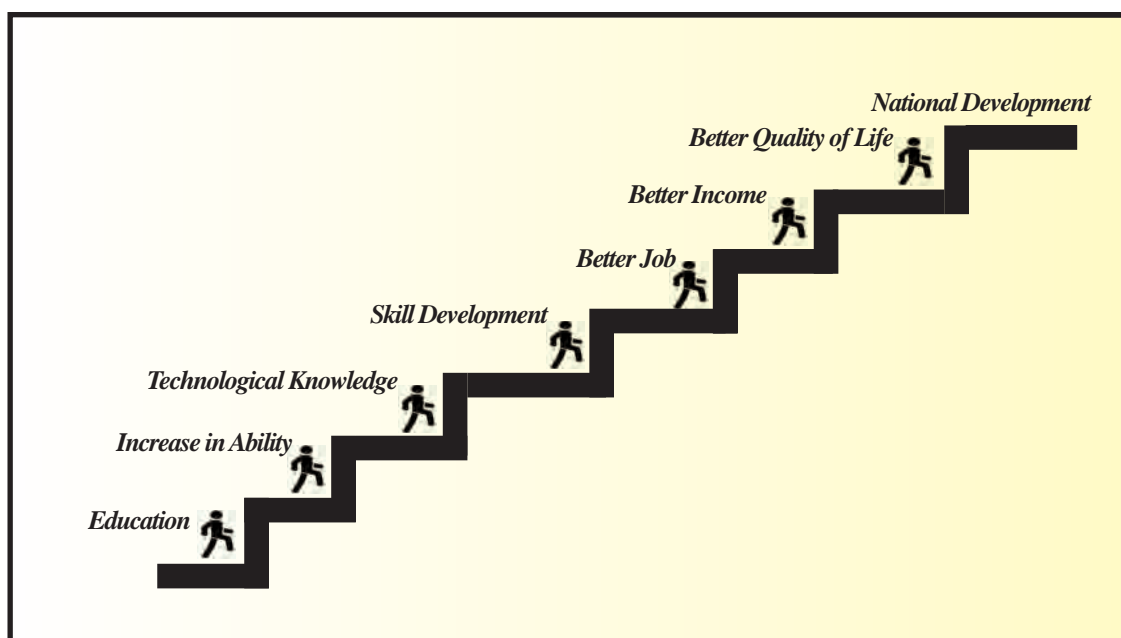 National Development
Better Quality of Life
Better Income
Better Job
Skill Development
Technological Knowledge
Increase in Ability
Education